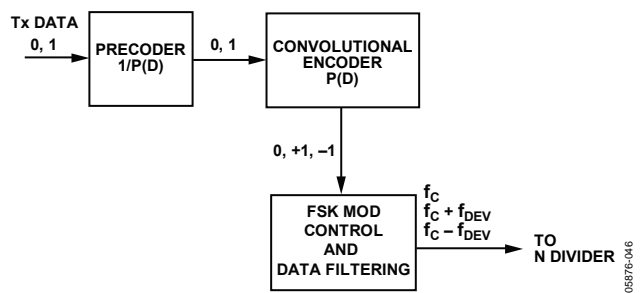 Tx DATA
0, 1
PRECODER
1/P(D)
0, 1
CONVOLUTIONAL
ENCODER
P(D)
0, +1, –1
FSK MOD
CONTROL
AND
DATA FILTERING
fC
fC + fDEV
fC – fDEV
TO
N DIVIDER
05876-046